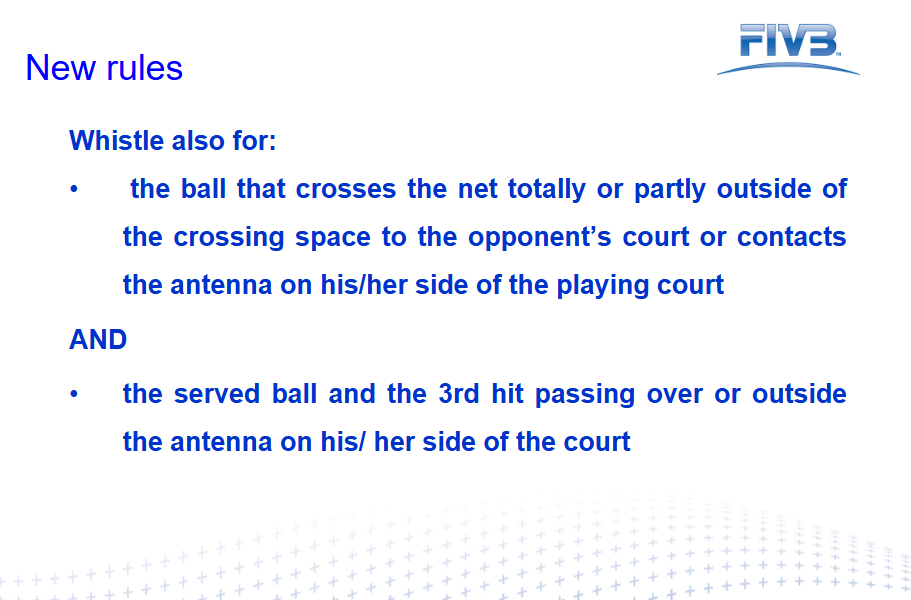 FIVB™
New rules
Whistle also for:
• the ball that crosses the net totally or partly outside of
the crossing space to the opponent’s court or contacts
the antenna on his/her side of the playing court
AND
• the served ball and the 3rd hit passing over or outside
the antenna on his/ her side of the court